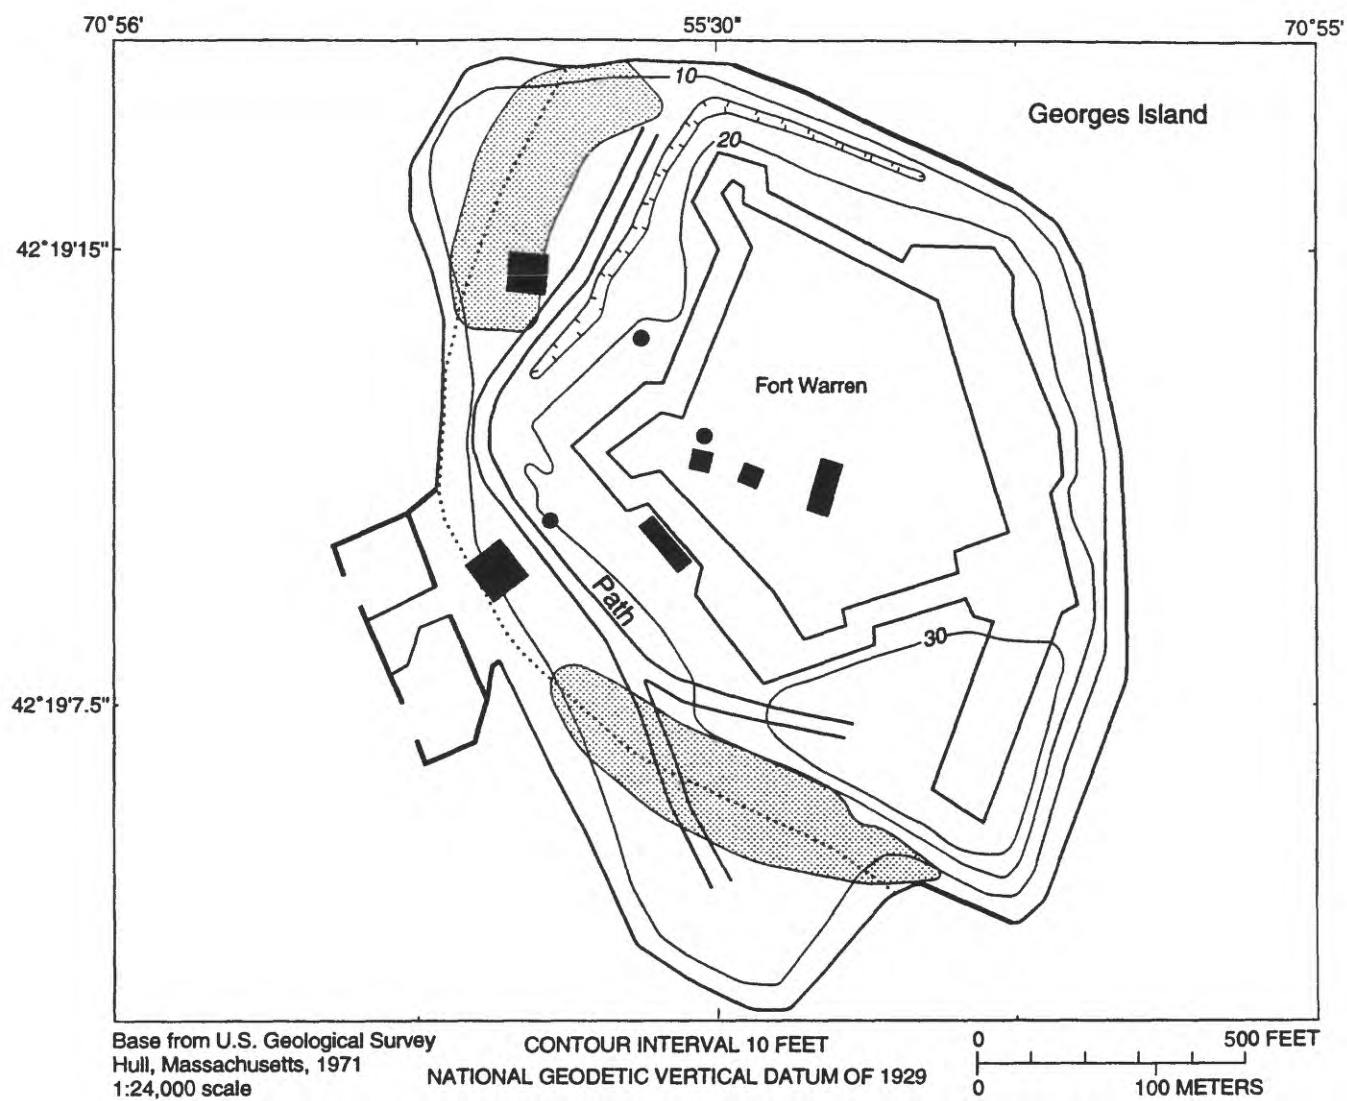 70°56'
55'30"
70°55'
10
Georges Island
20
42°19'15"
Fort Warren
Path
30
42°19'7.5"
Base from U.S. Geological Survey
Hull, Massachusetts, 1971
1:24,000 scale
CONTOUR INTERVAL 10 FEET
NATIONAL GEODETIC VERTICAL DATUM OF 1929
0 500 FEET
0 100 METERS